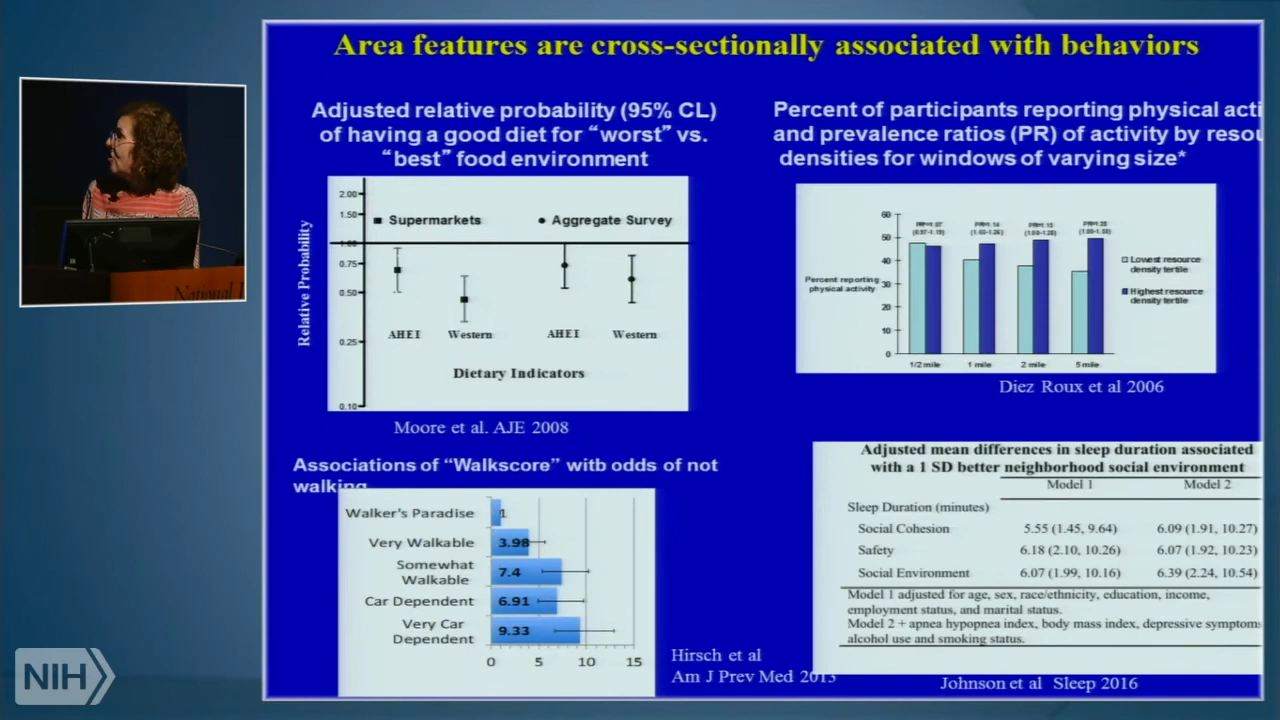 Area features are cross-sectionally associated with behaviors
Adjusted relative probability (95% CL)
of having a good diet for “worst” vs.
“best” food environment
2.00
1.50
1.00
0.75
0.50
0.25
0.10
Relative Probability
Supermarkets
Aggregate Survey
AHEI
Western
AHEI
Western
Dietary Indicators
Moore et al. AJE 2008
Percent of participants reporting physical acti
and prevalence ratios (PR) of activity by resou
densities for windows of varying size*
60
50
40
30
20
10
0
Percent reporting
physical activity
1/2 mile
1 mile
2 mile
5 mile
Lowest resource
density tertile
Highest resource
density tertile
Diez Roux et al 2006
Associations of “Walkscore” witb odds of not
walking
Walker's Paradise 1
Very Walkable 3.98
Somewhat
Walkable 7.4
Car Dependent 6.91
Very Car
Dependent 9.33
0 5 10 15
Hirsch et al
Am J Prev Med 2013
Adjusted mean differences in sleep duration associated
with a 1 SD better neighborhood social environment
Model 1 Model 2
Sleep Duration (minutes)
Social Cohesion 5.55 (1.45, 9.64) 6.09 (1.91, 10.27)
Safety 6.18 (2.10, 10.26) 6.07 (1.92, 10.23)
Social Environment 6.07 (1.99, 10.16) 6.39 (2.24, 10.54)
Model 1 adjusted for age, sex, race/ethnicity, education, income,
employment status, and marital status.
Model 2 + apnea hypopnea index, body mass index, depressive symptoms
alcohol use and smoking status.
Johnson et al Sleep 2016
National
NIH